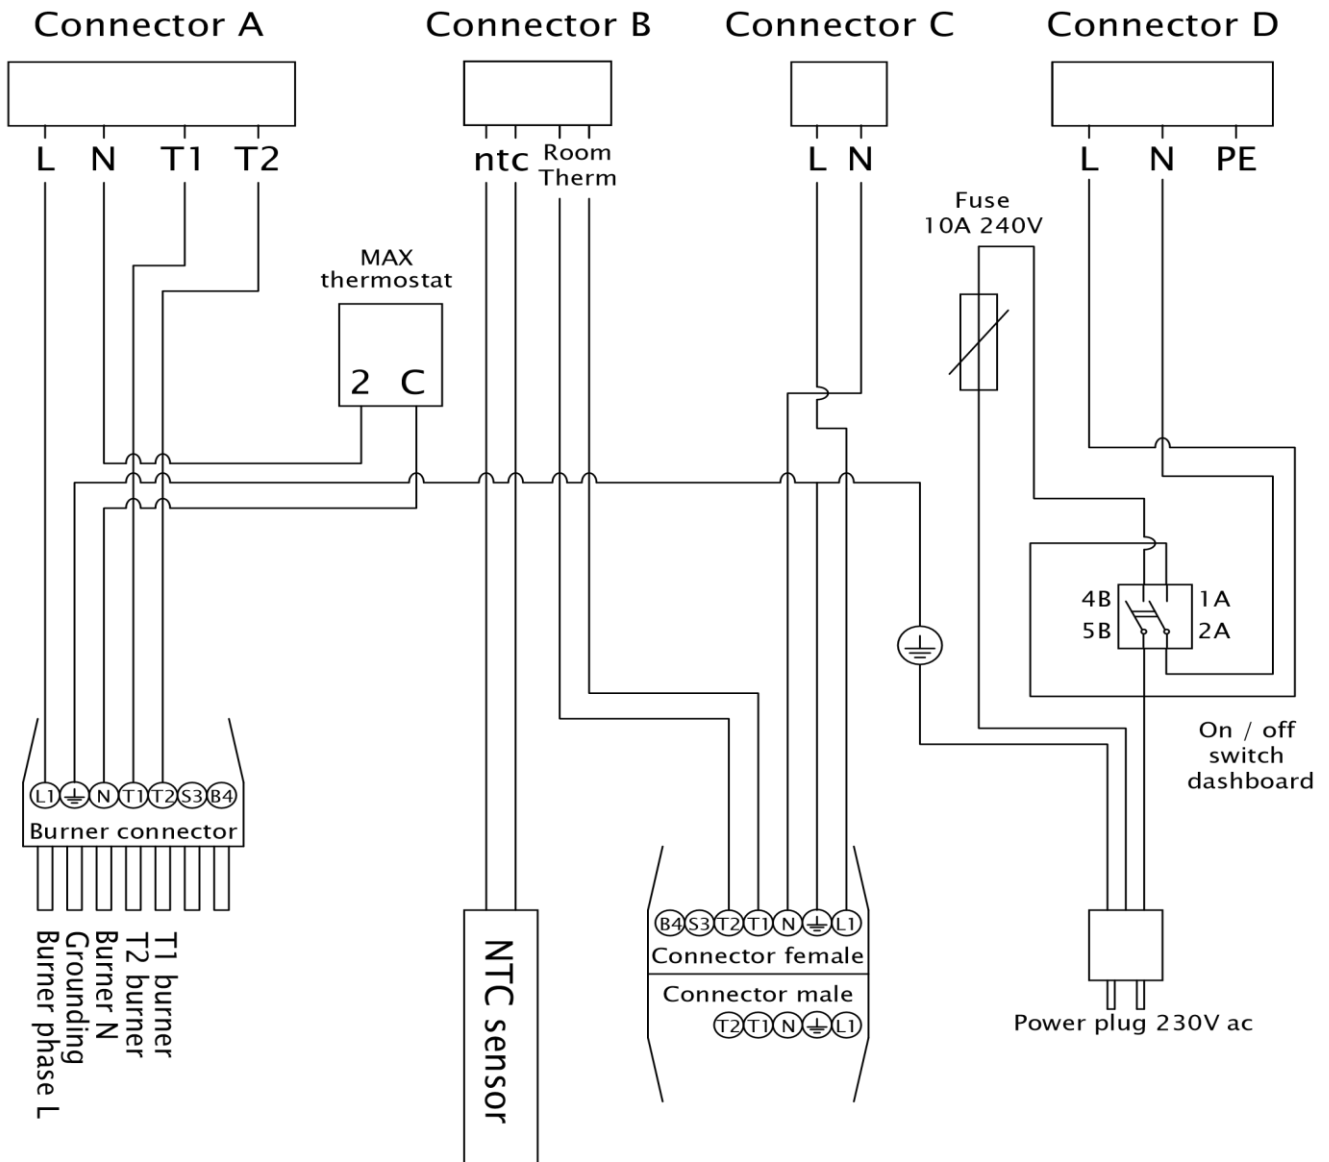 Connector A
Connector B
Connector C
Connector D
L N T1 T2
ntc
Room
Therm
L N
L N PE
Fuse
10A 240V
MAX
thermostat
2 C
4B
1A
5B
2A
On / off
switch
dashboard
L1 N T1 T2 S3 B4
Burner connector
Burner phase L
Grounding
Burner N
T2 burner
T1 burner
NTC sensor
B4 S3 T2 T1 N L1
Connector female
Connector male
T2 T1 N L1
Power plug 230V ac